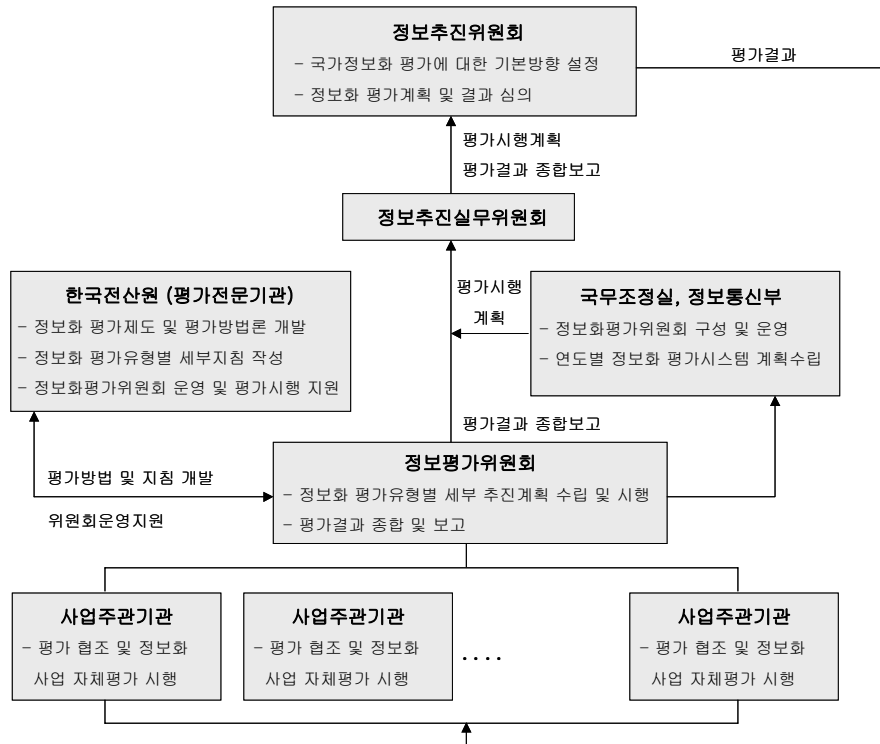 정보추진위원회
- 국가정보화 평가에 대한 기본방향 설정
- 정보화 평가계획 및 결과 심의
평가결과
평가시행계획
평가결과 종합보고
정보추진실무위원회
한국전산원 (평가전문기관)
- 정보화 평가제도 및 평가방법론 개발
- 정보화 평가유형별 세부지침 작성
- 정보화평가위원회 운영 및 평가시행 지원
평가시행
계획
국무조정실, 정보통신부
- 정보화평가위원회 구성 및 운영
- 연도별 정보화 평가시스템 계획수립
평가결과 종합보고
평가방법 및 지침 개발
위원회운영지원
정보평가위원회
- 정보화 평가유형별 세부 추진계획 수립 및 시행
- 평가결과 종합 및 보고
사업주관기관
- 평가 협조 및 정보화
사업 자체평가 시행
사업주관기관
- 평가 협조 및 정보화
사업 자체평가 시행
....
사업주관기관
- 평가 협조 및 정보화
사업 자체평가 시행